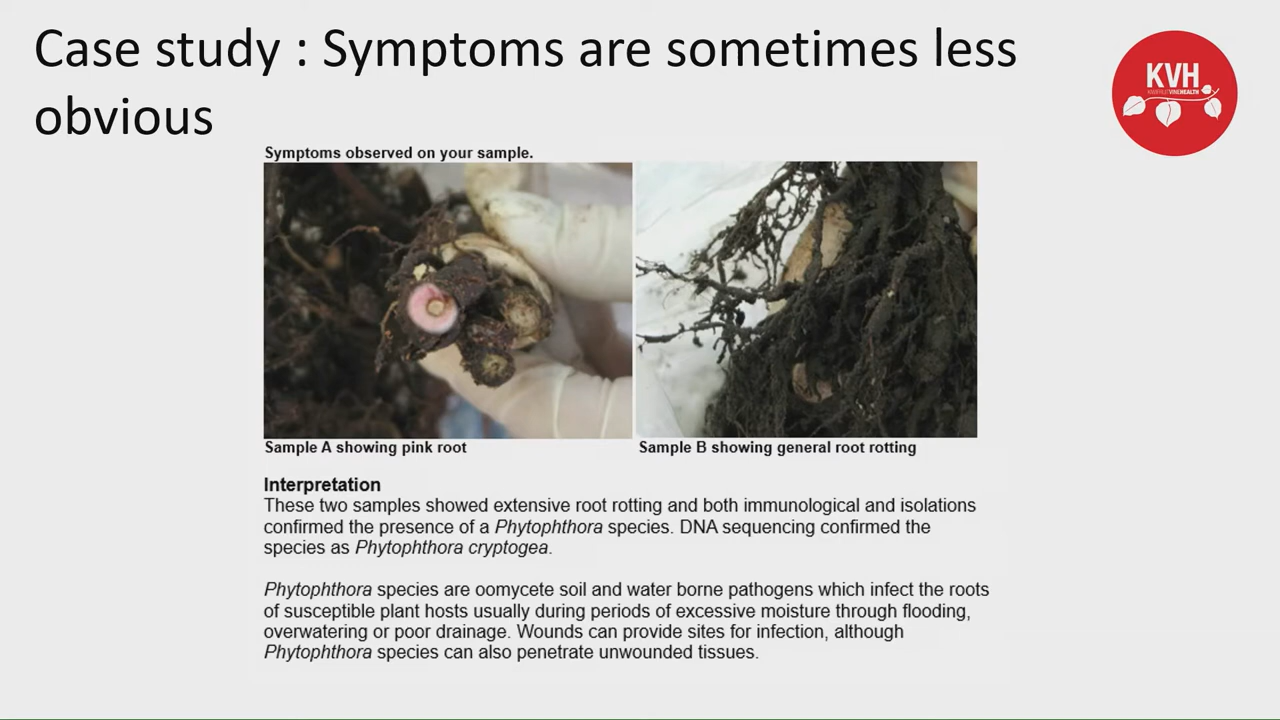 Case study : Symptoms are sometimes less
obvious
KVH
KIWIFRUIT VINE HEALTH
Symptoms observed on your sample.
Sample A showing pink root
Sample B showing general root rotting
Interpretation
These two samples showed extensive root rotting and both immunological and isolations
confirmed the presence of a Phytophthora species. DNA sequencing confirmed the
species as Phytophthora cryptogea.
Phytophthora species are oomycete soil and water borne pathogens which infect the roots
of susceptible plant hosts usually during periods of excessive moisture through flooding,
overwatering or poor drainage. Wounds can provide sites for infection, although
Phytophthora species can also penetrate unwounded tissues.